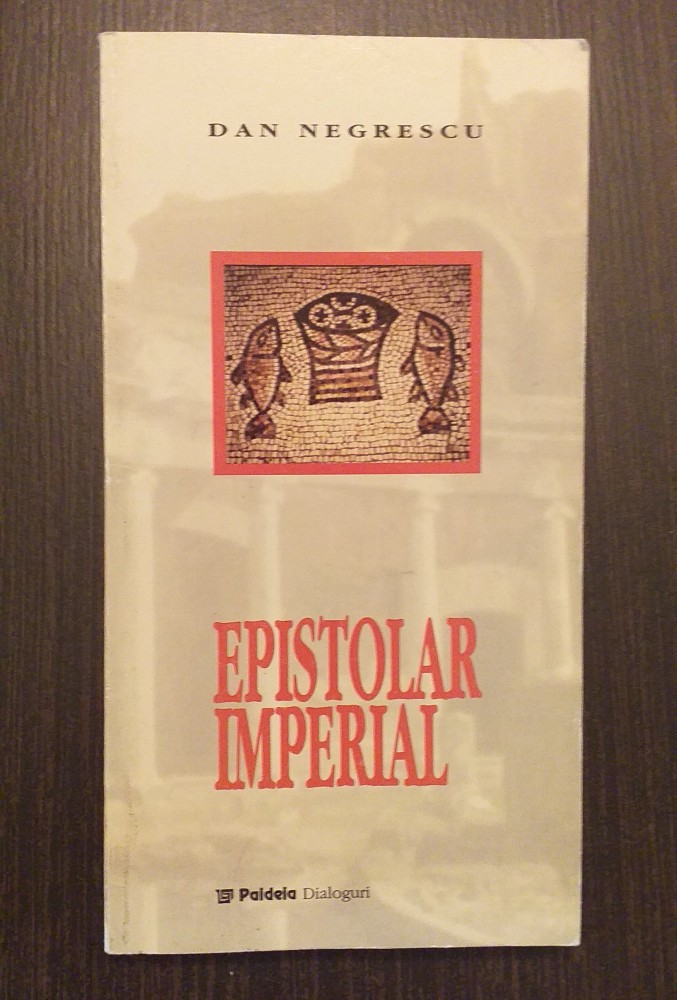 DAN NEGRESCU
EPISTOLAR
IMPERIAL
Paideia Dialoguri